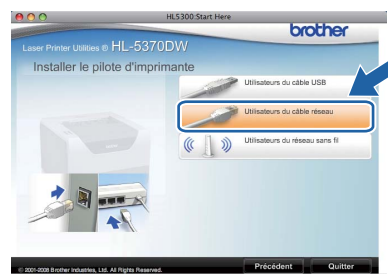 HL5300:Start Here
brother
Laser Printer Utilities ® HL-5370DW
Installer le pilote d'imprimante
Utilisateurs du câble USB
Utilisateurs du câble réseau
Utilisateurs du réseau sans fil
© 2001-2008 Brother Industries, Ltd. All Rights Reserved.
Précédent
Quitter